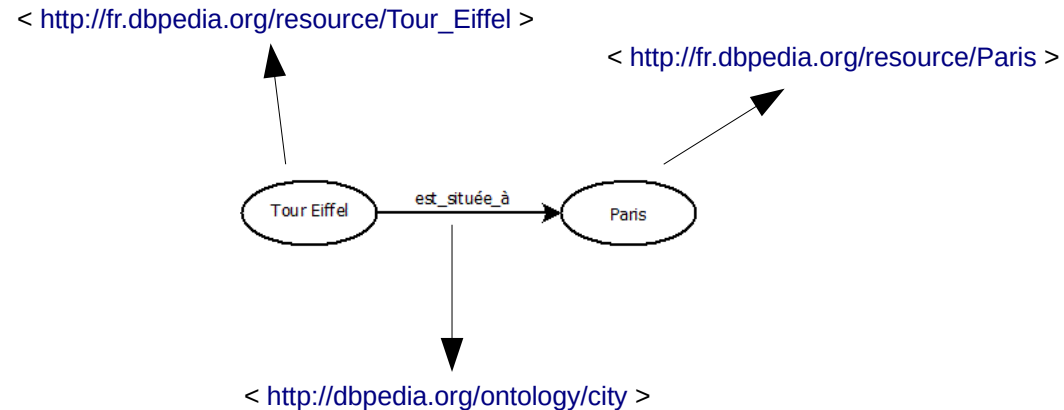 < http://fr.dbpedia.org/resource/Tour_Eiffel >
< http://fr.dbpedia.org/resource/Paris >
est_située_à
Tour Eiffel
Paris
< http://dbpedia.org/ontology/city >